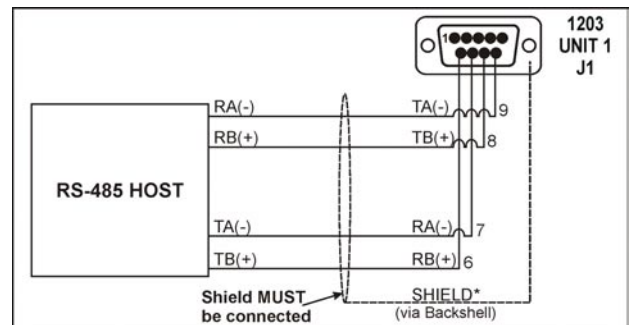 1203
UNIT 1
J1
1
RA(-) TA(-) 9
RB(+) TB(+) 8
RS-485 HOST
TA(-) RA(-) 7
TB(+) RB(+) 6
Shield MUST
be connected
SHIELD*
(via Backshell)